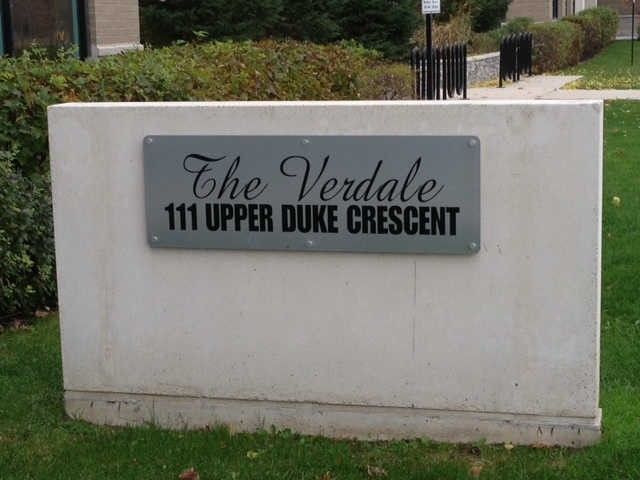 The Verdale
111 UPPER DUKE CRESCENT